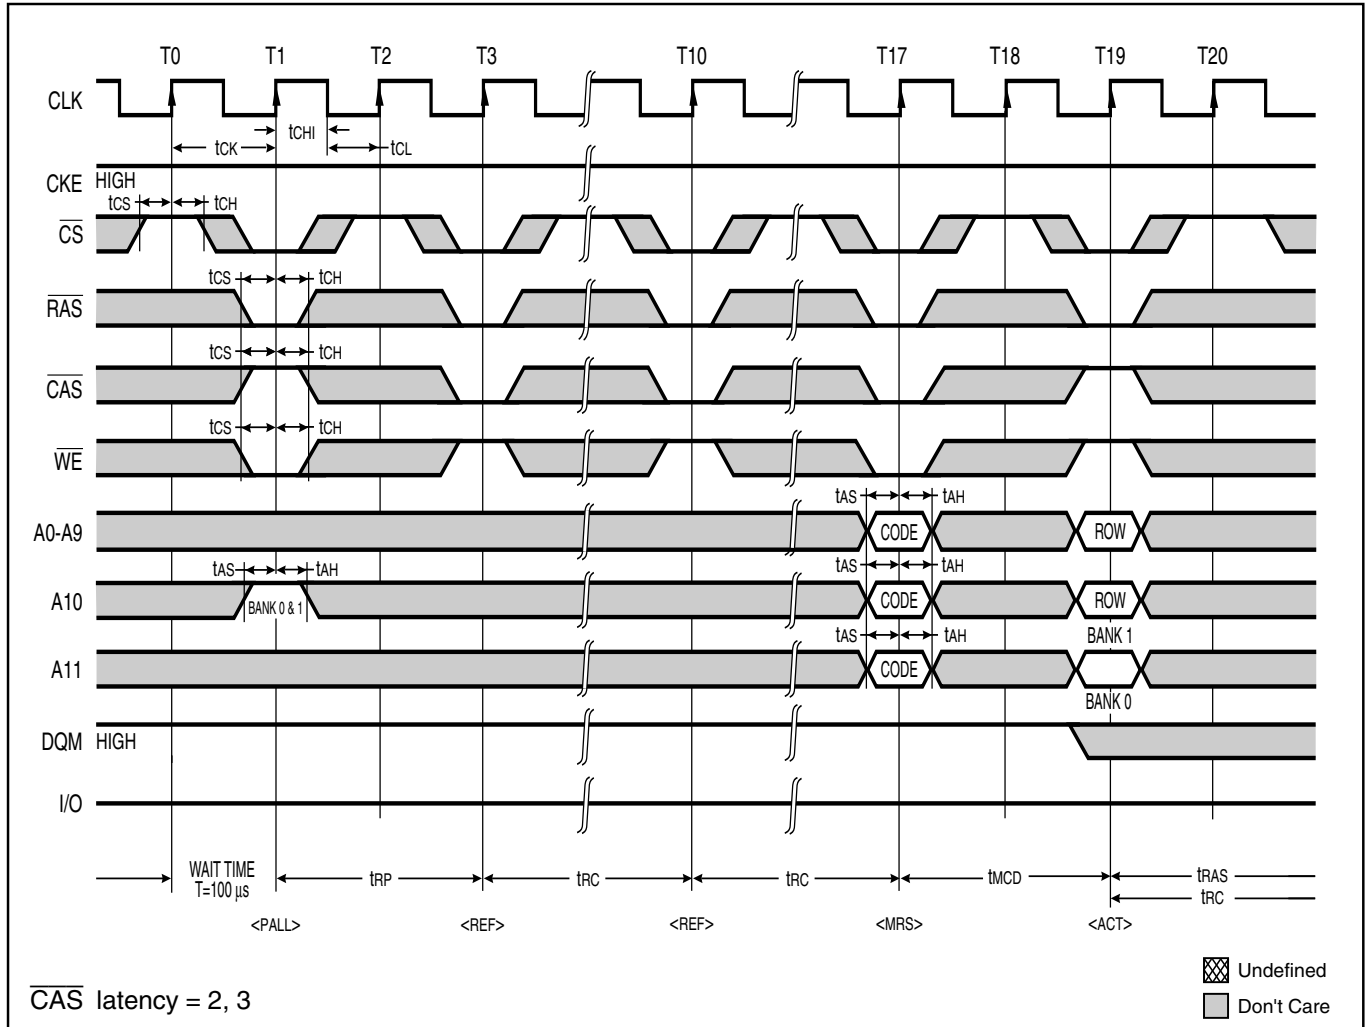 T0 T1 T2 T3 T10 T17 T18 T19 T20
CLK
tCHI
tCK tCL
CKE HIGH
tCS tCH
CS
tCS tCH
RAS
tCS tCH
CAS
tCS tCH
WE
tAS tAH
A0-A9 CODE ROW
tAS tAH tAS tAH
A10 BANK 0 & 1 CODE ROW
tAS tAH BANK 1
A11 CODE
BANK 0
DQM HIGH
I/O
WAIT TIME
T=100 µs
tRP tRC tRC tMCD tRAS
tRC
<PALL> <REF> <REF> <MRS> <ACT>
Undefined
CAS latency = 2, 3
Don't Care